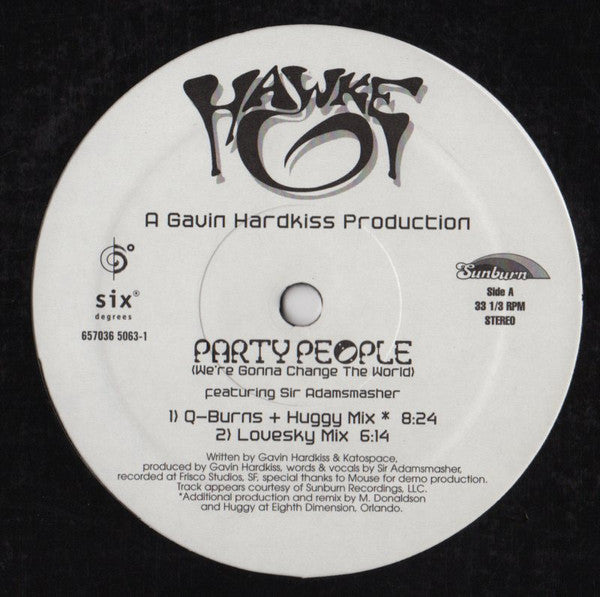 HAWKE
A Gavin Hardkiss Production
six°
degrees
657036 5063-1
Sunburn
Side A
33 1/3 RPM
STEREO
PARTY PEOPLE
(We're Gonna Change The World)
featuring Sir Adamsmasher
1) Q-Burns + Huggy Mix * 8:24
2) Lovesky Mix 6:14
Written by Gavin Hardkiss & Katospace,
produced by Gavin Hardkiss, words & vocals by Sir Adamsmasher,
recorded at Frisco Studios, SF, special thanks to Mouse for demo production.
Track appears courtesy of Sunburn Recordings, LLC.
*Additional production and remix by M. Donaldson
and Huggy at Eighth Dimension, Orlando.